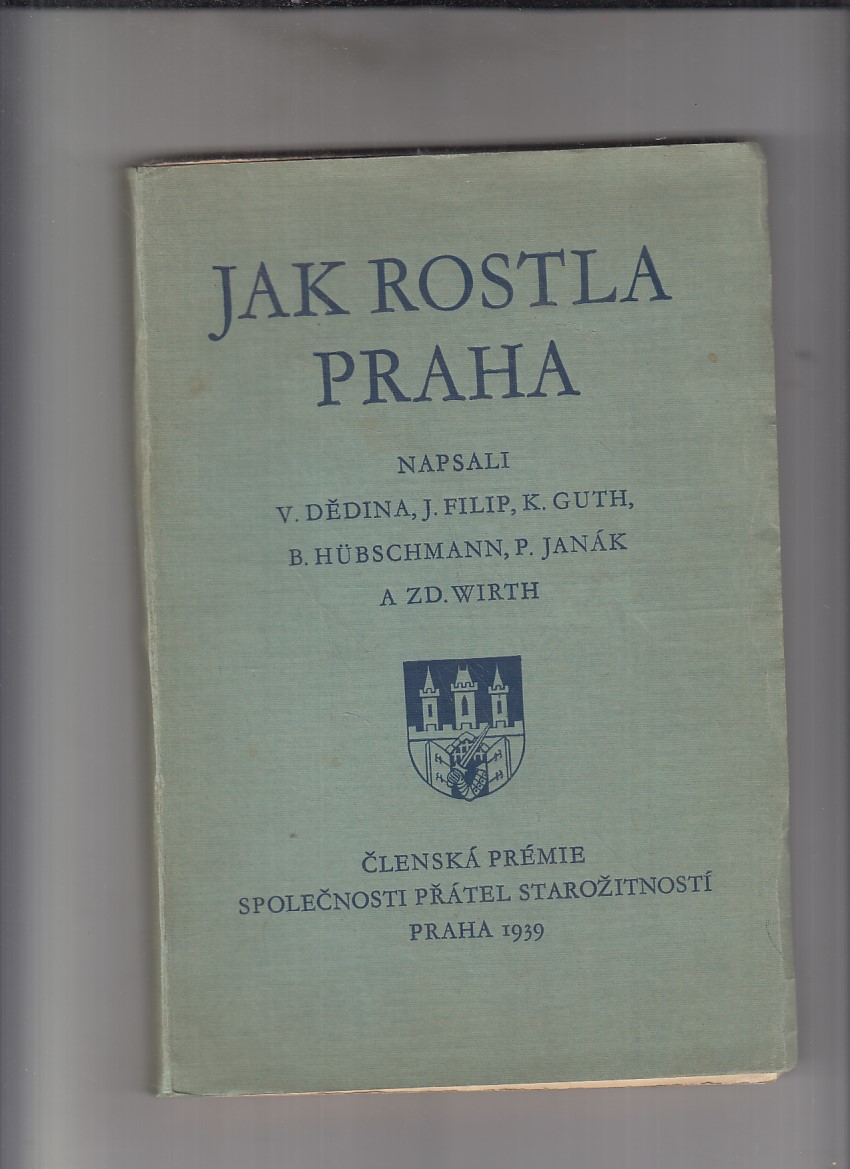 JAK ROSTLA
PRAHA
NAPSALI
V. DĚDINA, J. FILIP, K. GUTH,
B. HÜBSCHMANN, P. JANÁK
A ZD. WIRTH
ČLENSKÁ PRÉMIE
SPOLEČNOSTI PŘÁTEL STAROŽITNOSTÍ
PRAHA 1939